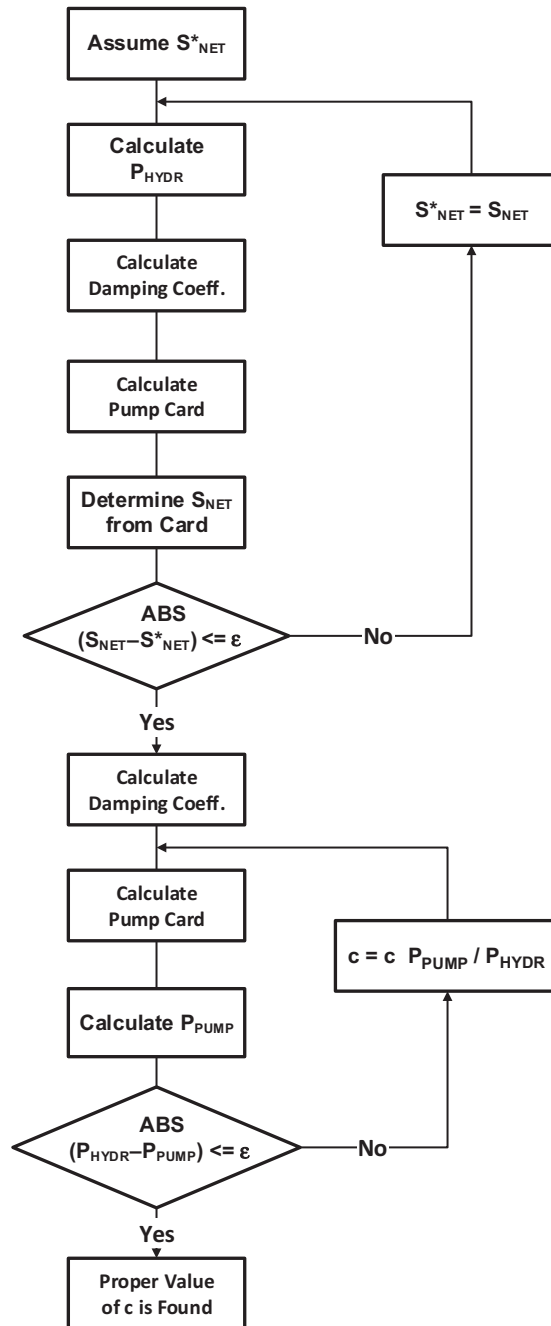 Assume S*NET
Calculate
PHYDR
S*NET = SNET
Calculate
Damping Coeff.
Calculate
Pump Card
Determine SNET
from Card
ABS
(SNET–S*NET) <= ε
No
Yes
Calculate
Damping Coeff.
Calculate
Pump Card
c = c PPUMP / PHYDR
Calculate PPUMP
ABS
(PHYDR–PPUMP) <= ε
No
Yes
Proper Value
of c is Found